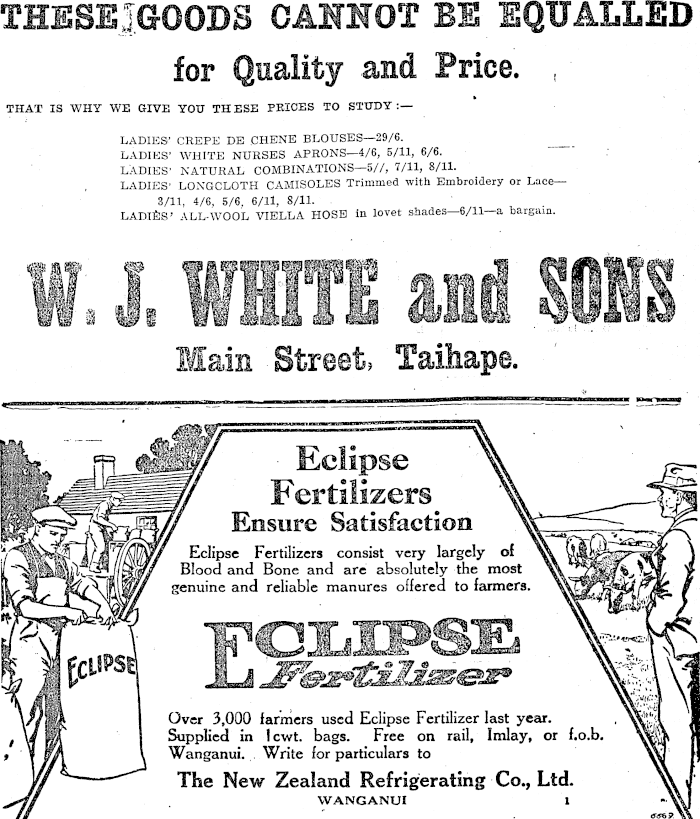 THESE GOODS CANNOT BE EQUALLED
for Quality and Price.
THAT IS WHY WE GIVE YOU THESE PRICES TO STUDY :—
LADIES' CREPE DE CHENE BLOUSES—29/6.
LADIES' WHITE NURSES APRONS—4/6, 5/11, 6/6.
LADIES' NATURAL COMBINATIONS—5//, 7/11, 8/11.
LADIES' LONGCLOTH CAMISOLES Trimmed with Embroidery or Lace—
3/11, 4/6, 5/6, 6/11, 8/11.
LADIES' ALL-WOOL VIELLA HOSE in lovet shades—6/11—a bargain.
W. J. WHITE and SONS
Main Street, Taihape.
Eclipse
Fertilizers
Ensure Satisfaction
Eclipse Fertilizers consist very largely of
Blood and Bone and are absolutely the most
genuine and reliable manures offered to farmers.
ECLIPSE
ECLIPSE
Fertilizer
Over 3,000 farmers used Eclipse Fertilizer last year.
Supplied in 1cwt. bags. Free on rail, Imlay, or f.o.b.
Wanganui. Write for particulars to
The New Zealand Refrigerating Co., Ltd.
WANGANUI 1